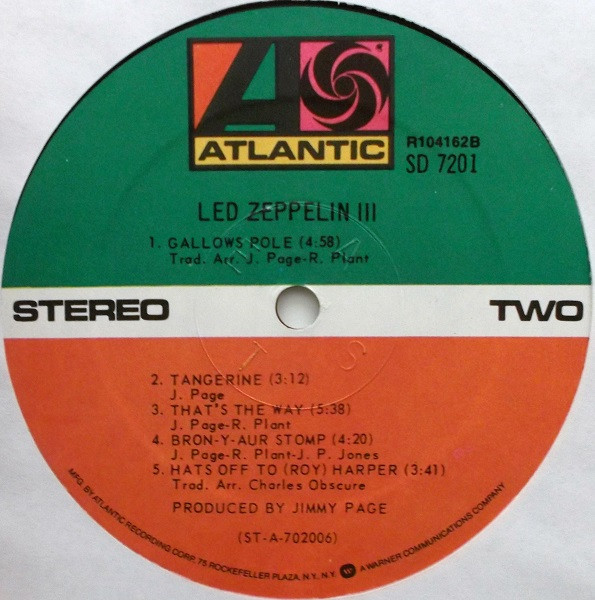 ATLANTIC
R104162B
SD 7201
LED ZEPPELIN III
1. GALLOWS POLE (4:58)
Trad. Arr. J. Page-R. Plant
STEREO
TWO
2. TANGERINE (3:12)
J. Page
3. THAT'S THE WAY (5:38)
J. Page-R. Plant
4. BRON-Y-AUR STOMP (4:20)
J. Page-R. Plant-J. P. Jones
5. HATS OFF TO (ROY) HARPER (3:41)
Trad. Arr. Charles Obscure
PRODUCED BY JIMMY PAGE
(ST-A-702006)
MFG. BY ATLANTIC RECORDING CORP. 75 ROCKEFELLER PLAZA, N.Y., N.Y. W A WARNER COMMUNICATIONS COMPANY